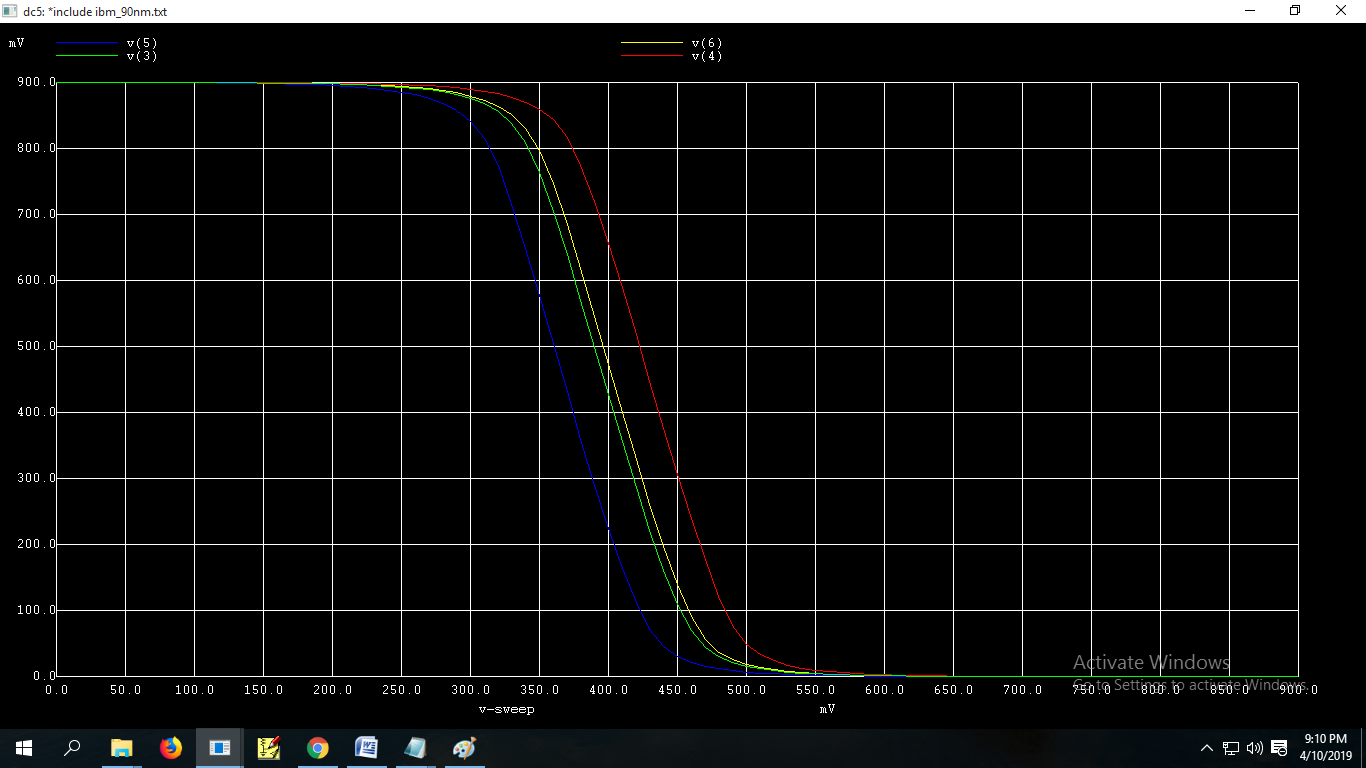 dc5: *include ibm_90nm.txt
mV
v(5)
v(6)
v(3)
v(4)
900.0
800.0
700.0
600.0
500.0
400.0
300.0
200.0
100.0
0.0
0.0 50.0 100.0 150.0 200.0 250.0 300.0 350.0 400.0 450.0 500.0 550.0 600.0 650.0 700.0 750.0 800.0 850.0 900.0
v-sweep mV
Activate Windows
Go to Settings to activate Windows.
9:10 PM
4/10/2019